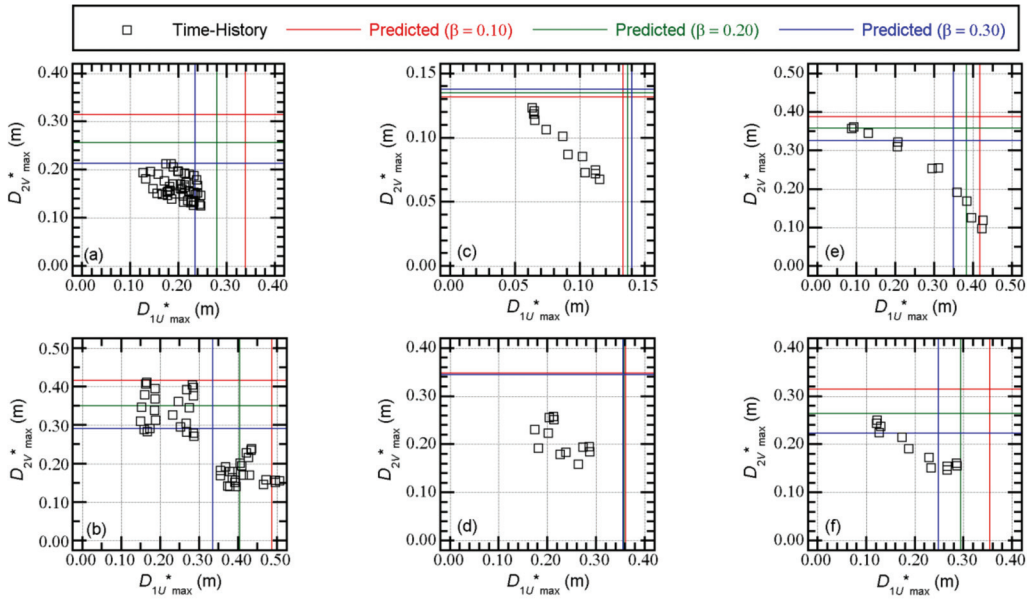 Time-History Predicted (β = 0.10) Predicted (β = 0.20) Predicted (β = 0.30)
0.40
0.30
0.20
0.10
0.00
D2V*max (m)
(a)
0.00 0.10 0.20 0.30 0.40
D1U*max (m)
0.15
0.10
0.05
0.00
D2V*max (m)
(c)
0.00 0.05 0.10 0.15
D1U*max (m)
0.50
0.40
0.30
0.20
0.10
0.00
D2V*max (m)
(e)
0.00 0.10 0.20 0.30 0.40 0.50
D1U*max (m)
0.50
0.40
0.30
0.20
0.10
0.00
D2V*max (m)
(b)
0.00 0.10 0.20 0.30 0.40 0.50
D1U*max (m)
0.40
0.30
0.20
0.10
0.00
D2V*max (m)
(d)
0.00 0.10 0.20 0.30 0.40
D1U*max (m)
0.40
0.30
0.20
0.10
0.00
D2V*max (m)
(f)
0.00 0.10 0.20 0.30 0.40
D1U*max (m)